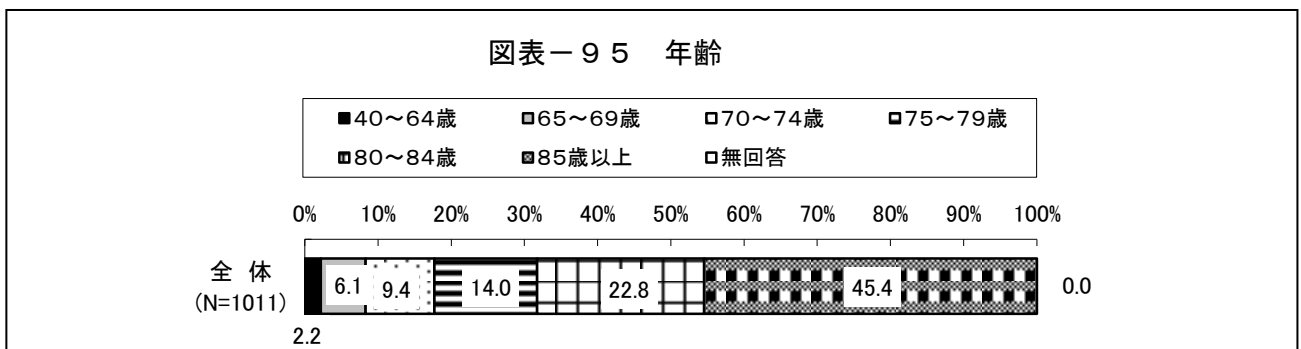 図表－９５　年齢
■40～64歳 □65～69歳 □70～74歳 □75～79歳
□80～84歳 ■85歳以上 □無回答
0% 10% 20% 30% 40% 50% 60% 70% 80% 90% 100%
全 体
(N=1011)
6.1 9.4 14.0 22.8 45.4 0.0
2.2